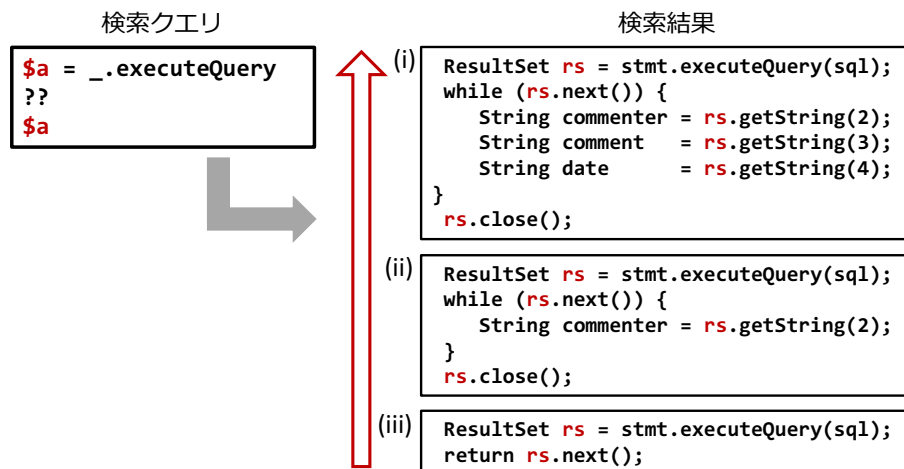 検索クエリ
$a = _.executeQuery
??
$a
検索結果
(i)
ResultSet rs = stmt.executeQuery(sql);
while (rs.next()) {
String commenter = rs.getString(2);
String comment   = rs.getString(3);
String date      = rs.getString(4);
}
rs.close();
(ii)
ResultSet rs = stmt.executeQuery(sql);
while (rs.next()) {
String commenter = rs.getString(2);
}
rs.close();
(iii)
ResultSet rs = stmt.executeQuery(sql);
return rs.next();